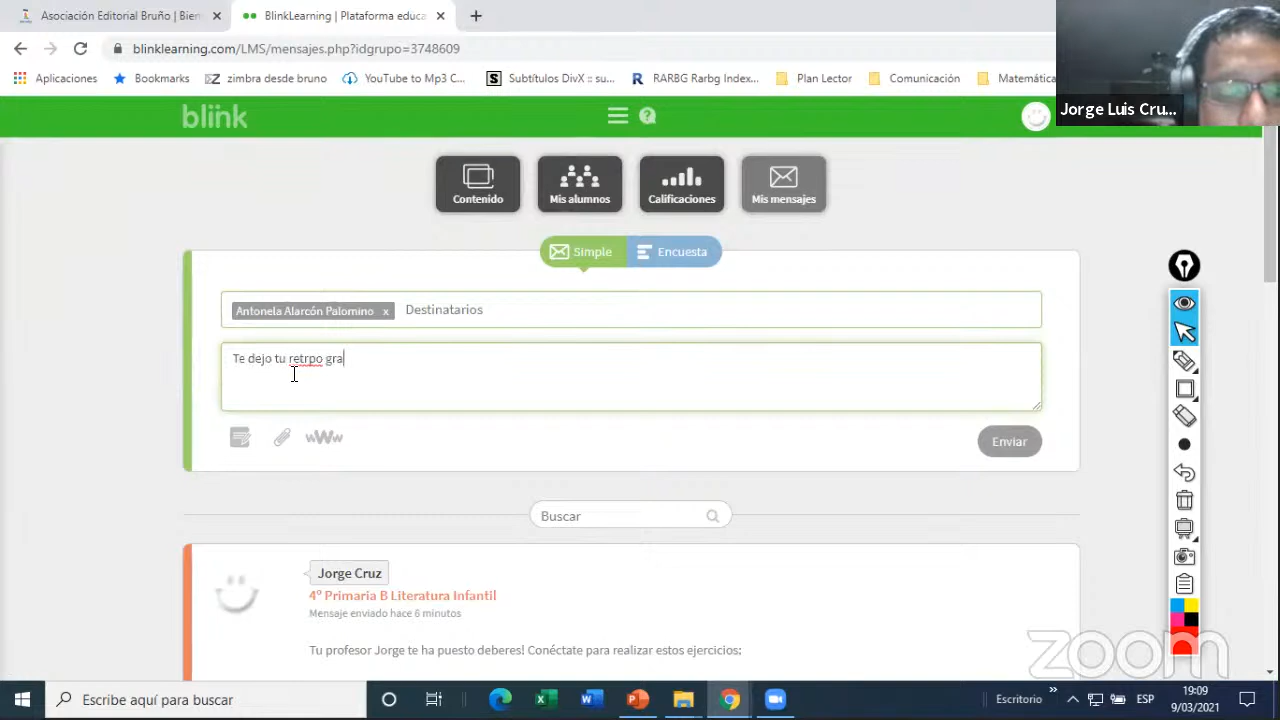 Asociación Editorial Bruño | Bien
BlinkLearning | Plataforma educa
blinklearning.com/LMS/mensajes.php?idgrupo=3748609
Aplicaciones
Bookmarks
zimbra desde bruno
YouTube to Mp3 C...
Subtítulos DivX :: su...
RARBG Rarbg Index...
Plan Lector
Comunicación
Matemática
Jorge Luis Cru...
blink
Contenido
Mis alumnos
Calificaciones
Mis mensajes
Simple
Encuesta
Antonela Alarcón Palomino x
Destinatarios
Te dejo tu retrpo gra
wWw
Enviar
Buscar
Jorge Cruz
4º Primaria B Literatura Infantil
Mensaje enviado hace 6 minutos
Tu profesor Jorge te ha puesto deberes! Conéctate para realizar estos ejercicios:
zoom
Escribe aquí para buscar
Escritorio
ESP
19:09
9/03/2021